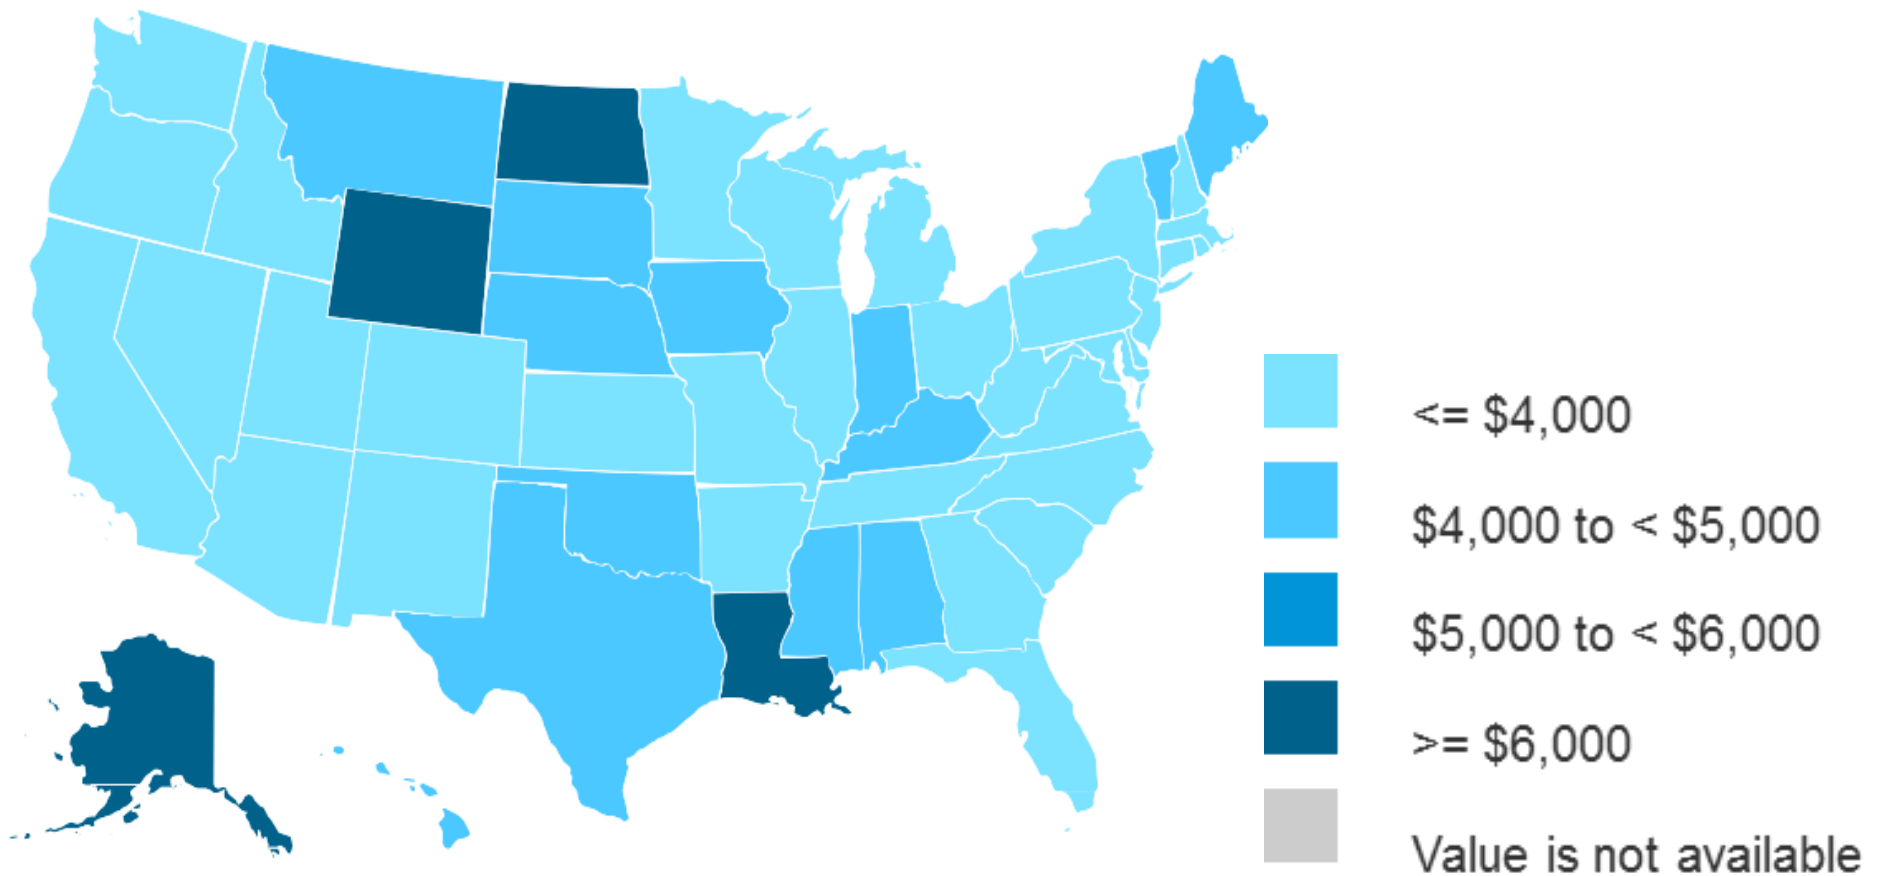 <= $4,000
$4,000 to < $5,000
$5,000 to < $6,000
>= $6,000
Value is not available